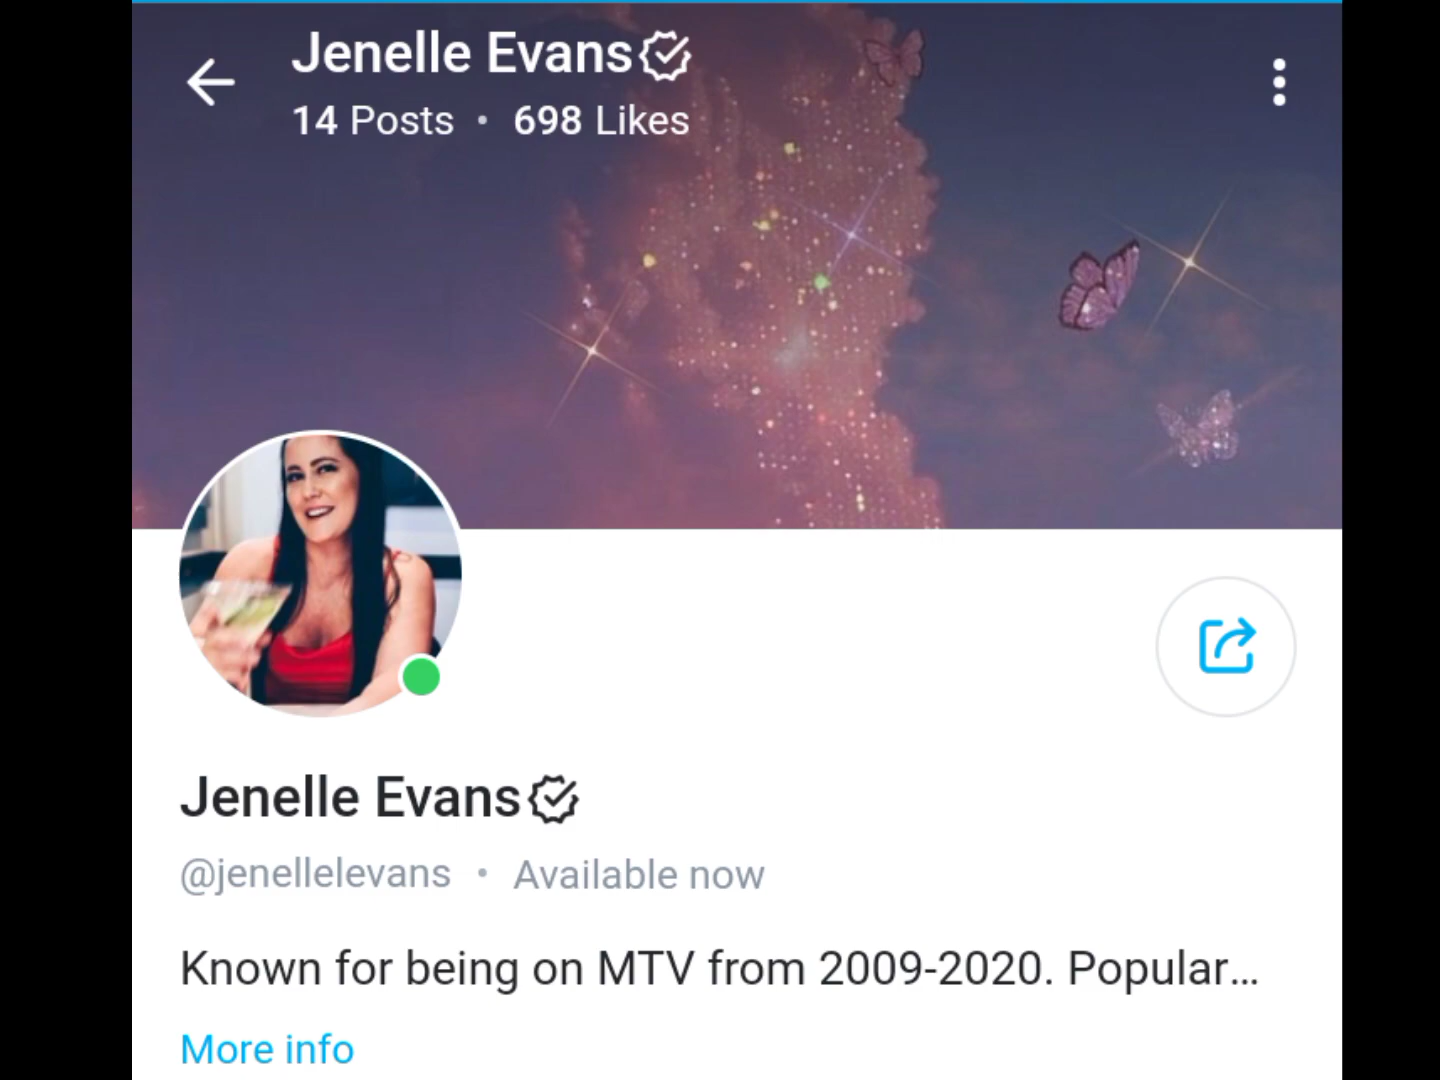 Jenelle Evans
14 Posts • 698 Likes
Jenelle Evans
@jenellelevans • Available now
Known for being on MTV from 2009-2020. Popular...
More info